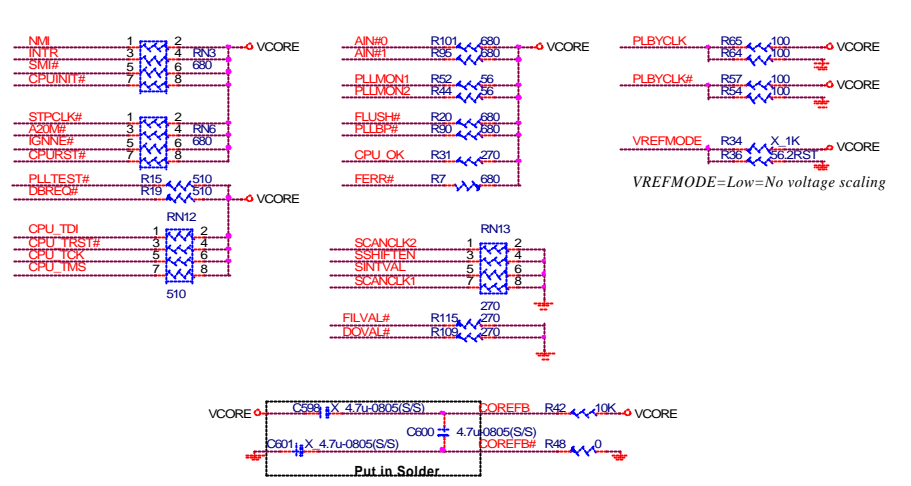 NMI 1 2 VCORE
INTR 3 4 RN3
SMI# 5 6 680
CPUINIT# 7 8
STPCLK# 1 2
A20M# 3 4 RN6
IGNNE# 5 6 680
CPURST# 7 8
PLLTEST# R15 510
DBREQ# R19 510 VCORE
RN12
CPU_TDI 1 2
CPU_TRST# 3 4
CPU_TCK 5 6
CPU_TMS 7 8
510
AIN#0 R101 680 VCORE
AIN#1 R95 680
PLLMON1 R52 56
PLLMON2 R44 56
FLUSH# R20 680
PLLBP# R90 680
CPU_OK R31 270
FERR# R7 680
RN13
SCANCLK2 1 2
SSHIFTEN 3 4
SINTVAL 5 6
SCANCLK1 7 8
270
FILVAL# R115 270
DOVAL# R109 270
PLBYCLK R65 100 VCORE
R64 100
PLBYCLK# R57 100 VCORE
R54 100
VREFMODE R34 X_1K VCORE
R36 56.2RST
VREFMODE=Low=No voltage scaling
VCORE C598 X_4.7u-0805(S/S) COREFB R42 10K VCORE
C600 4.7u-0805(S/S)
C601 X_4.7u-0805(S/S) COREFB# R48 0
Put in Solder